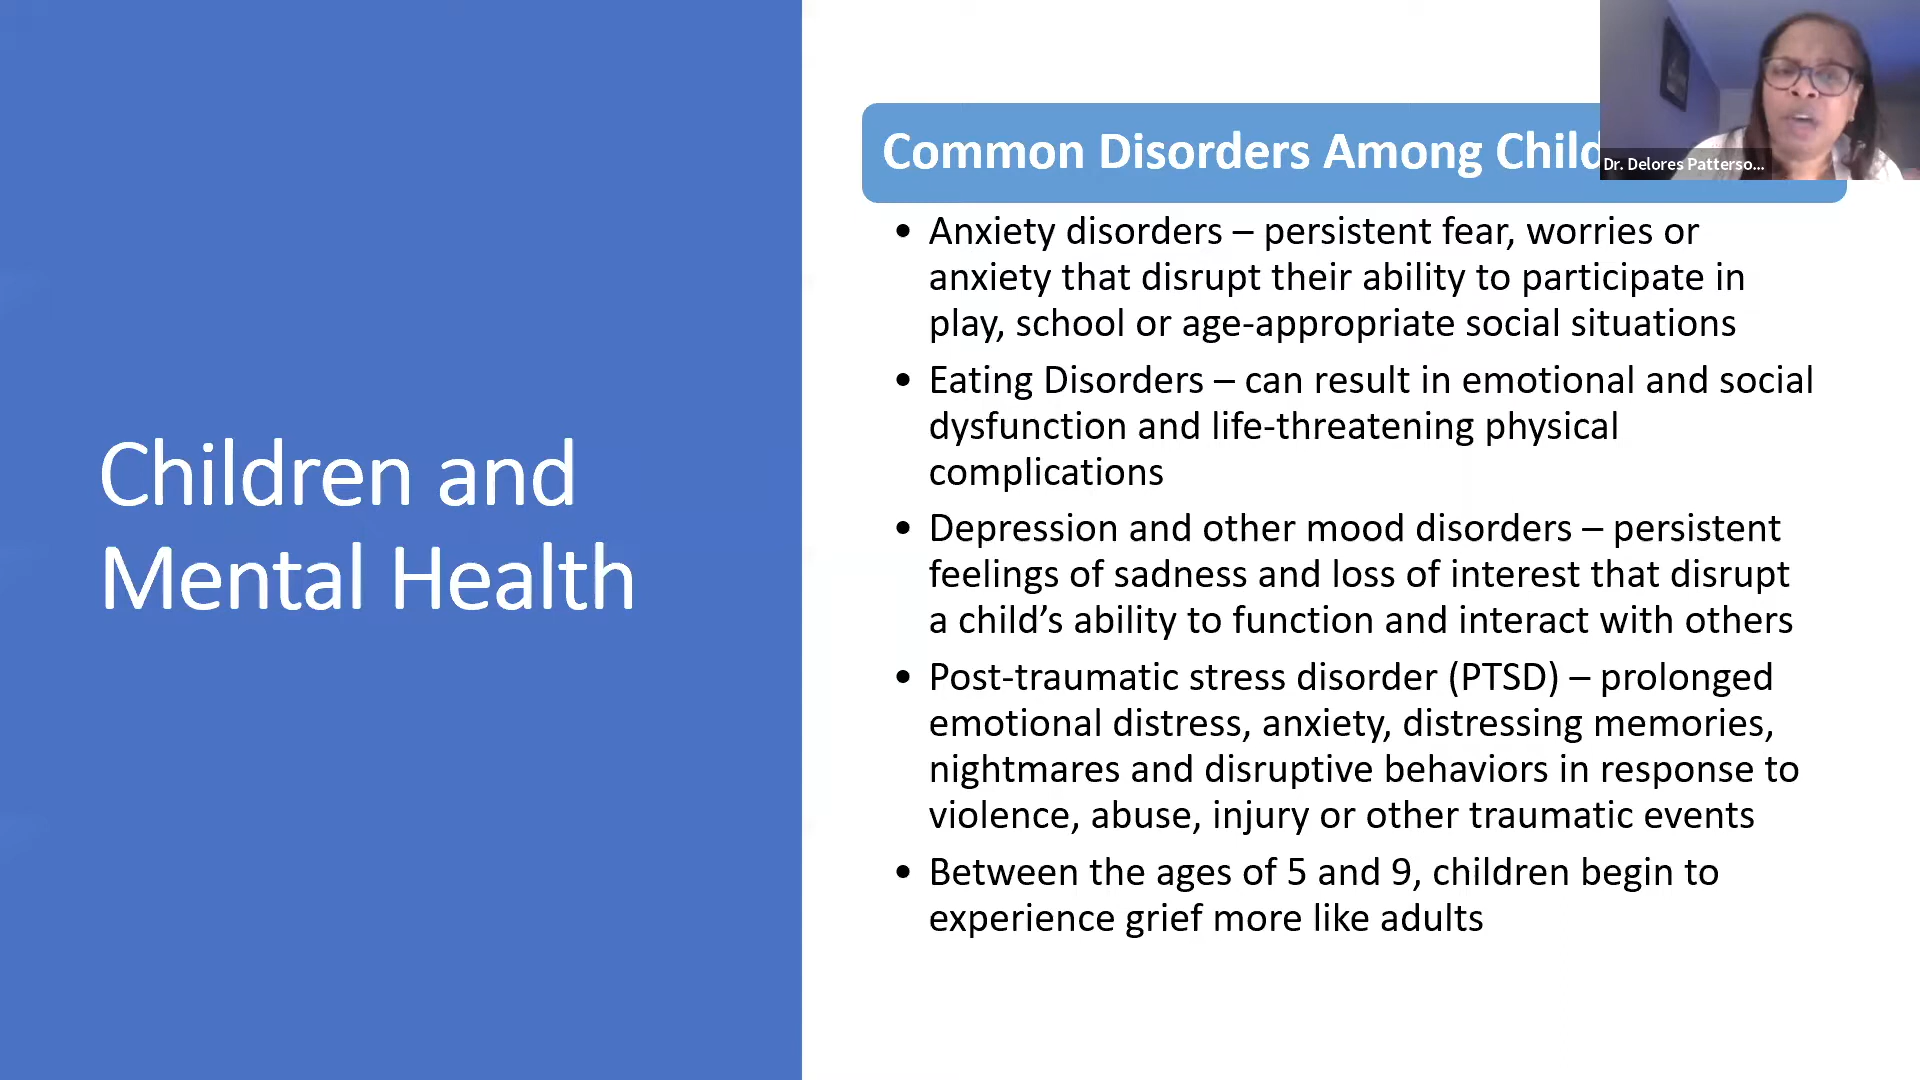 Children and
Mental Health
Common Disorders Among Child
Dr. Delores Patterso...
• Anxiety disorders – persistent fear, worries or
anxiety that disrupt their ability to participate in
play, school or age-appropriate social situations
• Eating Disorders – can result in emotional and social
dysfunction and life-threatening physical
complications
• Depression and other mood disorders – persistent
feelings of sadness and loss of interest that disrupt
a child’s ability to function and interact with others
• Post-traumatic stress disorder (PTSD) – prolonged
emotional distress, anxiety, distressing memories,
nightmares and disruptive behaviors in response to
violence, abuse, injury or other traumatic events
• Between the ages of 5 and 9, children begin to
experience grief more like adults